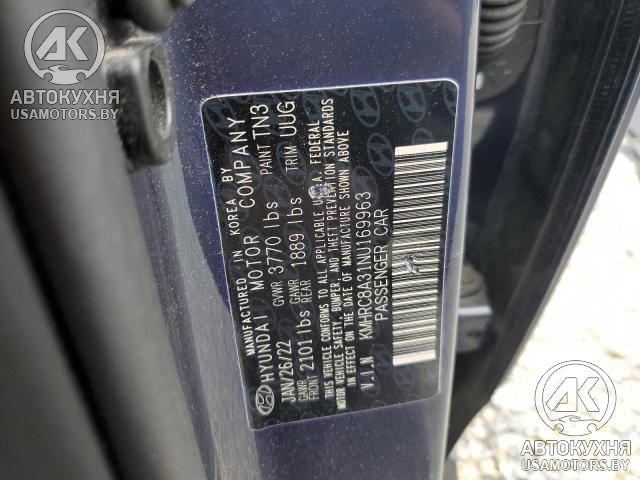 АК
АВТОКУХНЯ
USAMOTORS.BY
MANUFACTURED IN KOREA BY
HYUNDAI MOTOR COMPANY
JAN/26/22 GVWR 3770 lbs PAINT TN3
GAWR FRONT 2101 lbs GAWR REAR 1889 lbs TRIM UUG
THIS VEHICLE CONFORMS TO ALL APPLICABLE U.S.A. FEDERAL
MOTOR VEHICLE SAFETY, BUMPER, AND THEFT PREVENTION STANDARDS
IN EFFECT ON THE DATE OF MANUFACTURE SHOWN ABOVE
V.I.N. KMHRC8A31NU169963
PASSENGER CAR
АК
АВТОКУХНЯ
USAMOTORS.BY